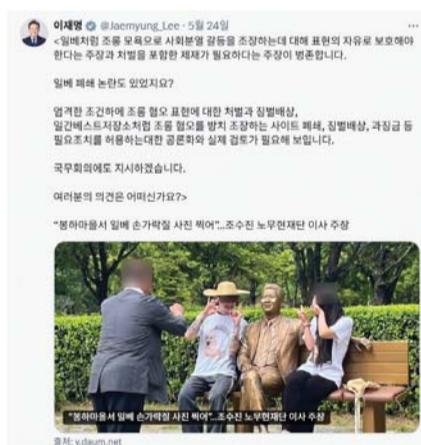 이재명 @Jaemyung_Lee · 5월 24일
<일베처럼 조롱 모욕으로 사회분열 갈등을 조장하는데 대해 표현의 자유로 보호해야
한다는 주장과 처벌을 포함한 제재가 필요하다는 주장이 병존합니다.
일베 폐쇄 논란도 있었지요?
엄격한 조건하에 조롱 혐오 표현에 대한 처벌과 징벌배상,
일간베스트저장소처럼 조롱 혐오를 방치 조장하는 사이트 폐쇄, 징벌배상, 과징금 등
필요조치를 허용하는대한 공론화와 실제 검토가 필요해 보입니다.
국무회의에도 지시하겠습니다.
여러분의 의견은 어떠신가요?>
"봉하마을서 일베 손가락질 사진 찍어"...조수진 노무현재단 이사 주장
"봉하마을서 일베 손가락질 사진 찍어"...조수진 노무현재단 이사 주장
출처: v.daum.net